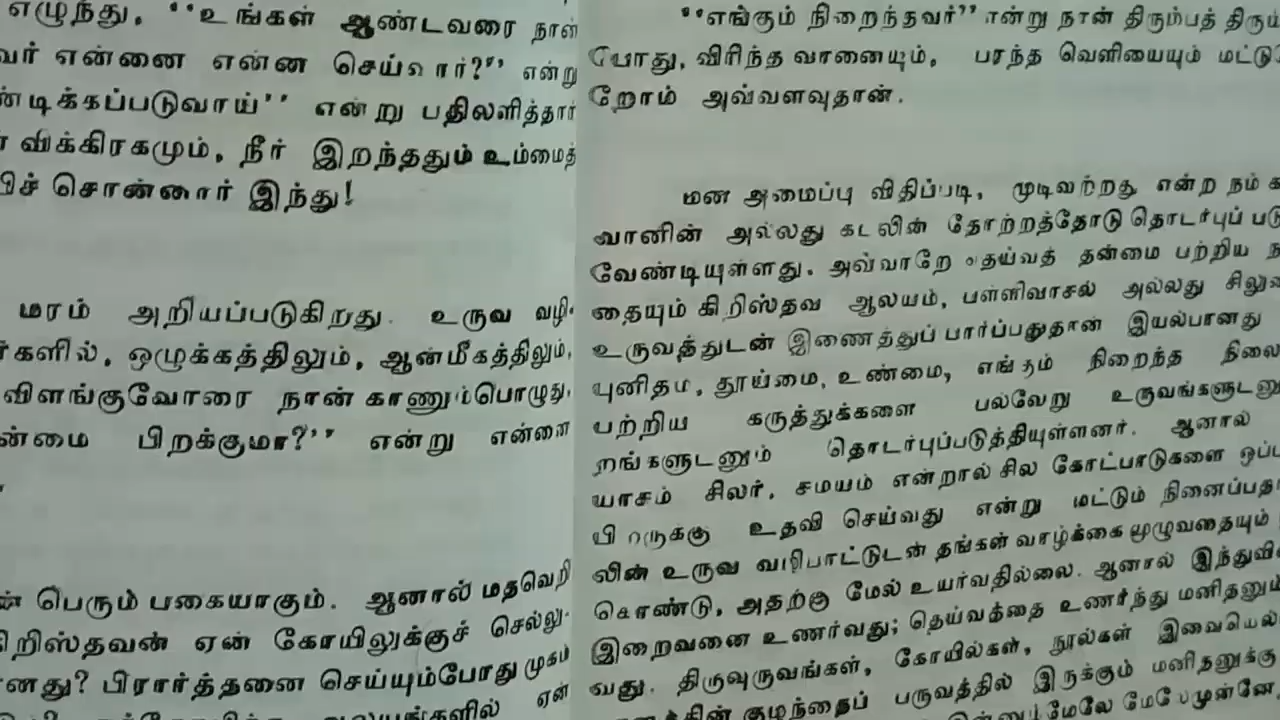 எழுந்து. "உங்கள் ஆண்டவரை நான்
வர் என்னை என்ன செய்வார்?" என்று
ண்டிக்கப்படுவாய்" என்று பதிலளித்தார்
விக்கிரகமும், நீர் இறந்ததும் உம்மைத்
பிச் சொன்னார் இந்து!
மரம் அறியப்படுகிறது. உருவ வழி-
ர்களில், ஒழுக்கத்திலும், ஆன்மீகத்திலும்,
விளங்குவோரை நான் காணும்பொழுது,
ன்மை பிறக்குமா?" என்று என்னை
ன் பெரும் பகையாகும். ஆனால் மதவெறி
கிறிஸ்தவன் ஏன் கோயிலுக்குச் செல்லு-
னது? பிரார்த்தனை செய்யும்போது முகம்
ஏன்
"எங்கும் நிறைந்தவர்" என்று நான் திரும்பத் திரும்
போது, விரிந்த வானையும், பரந்த வெளியையும் மட்டு
றோம் அவ்வளவுதான்.
மன அமைப்பு விதிப்படி, முடிவற்றது என்ற நம் க
வானின் அல்லது கடலின் தோற்றத்தோடு தொடர்புப் படு
வேண்டியுள்ளது. அவ்வாறே தெய்வத் தன்மை பற்றிய
தையும் கிறிஸ்தவ ஆலயம், பள்ளிவாசல் அல்லது சிலு
உருவத்துடன் இணைத்துப் பார்ப்பதுதான் இயல்பானது
புனிதம, தூய்மை, உண்மை, எங்கும் நிறைந்த நிலை
பற்றிய கருத்துக்களை பல்வேறு உருவங்களுடனு
றங்களுடனும் தொடர்புப்படுத்தியுள்ளனர். ஆனால்
யாசம் சிலர், சமயம் என்றால் சில கோட்பாடுகளை ஒப்ப
பிறருக்கு உதவி செய்வது என்று மட்டும் நினைப்பதா
லின் உருவ வழிபாட்டுடன் தங்கள் வாழ்க்கை முழுவதையும்
கொண்டு, அதற்கு மேல் உயர்வதில்லை. ஆனால் இந்துவி
இறைவனை உணர்வது; தெய்வத்தை உணர்ந்து மனிதனும்
வது. திருவுருவங்கள், கோயில்கள், நூல்கள் இவையெல்
குழந்தைப் பருவத்தில் இருக்கும் மனிதனுக்கு
மேலே மேலே முன்னே